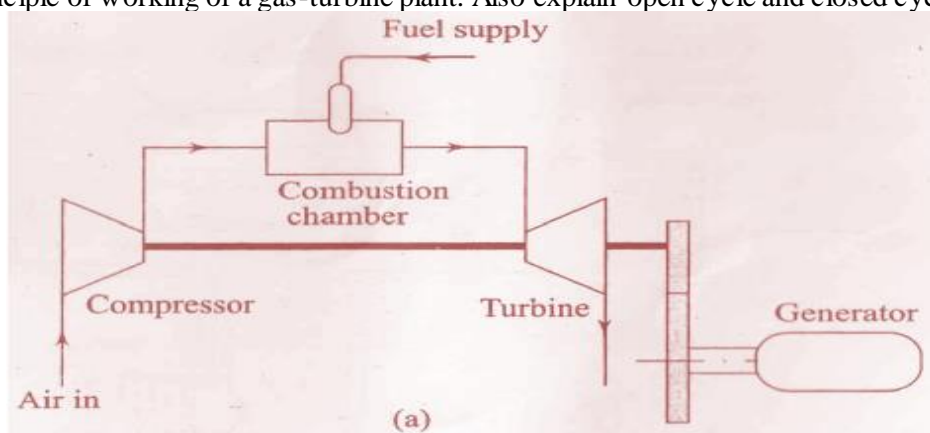 ciple of working of a gas-turbine plant. Also explain open cycle and closed cyc
Fuel supply
Combustion
chamber
Compressor
Turbine
Generator
Air in
(a)